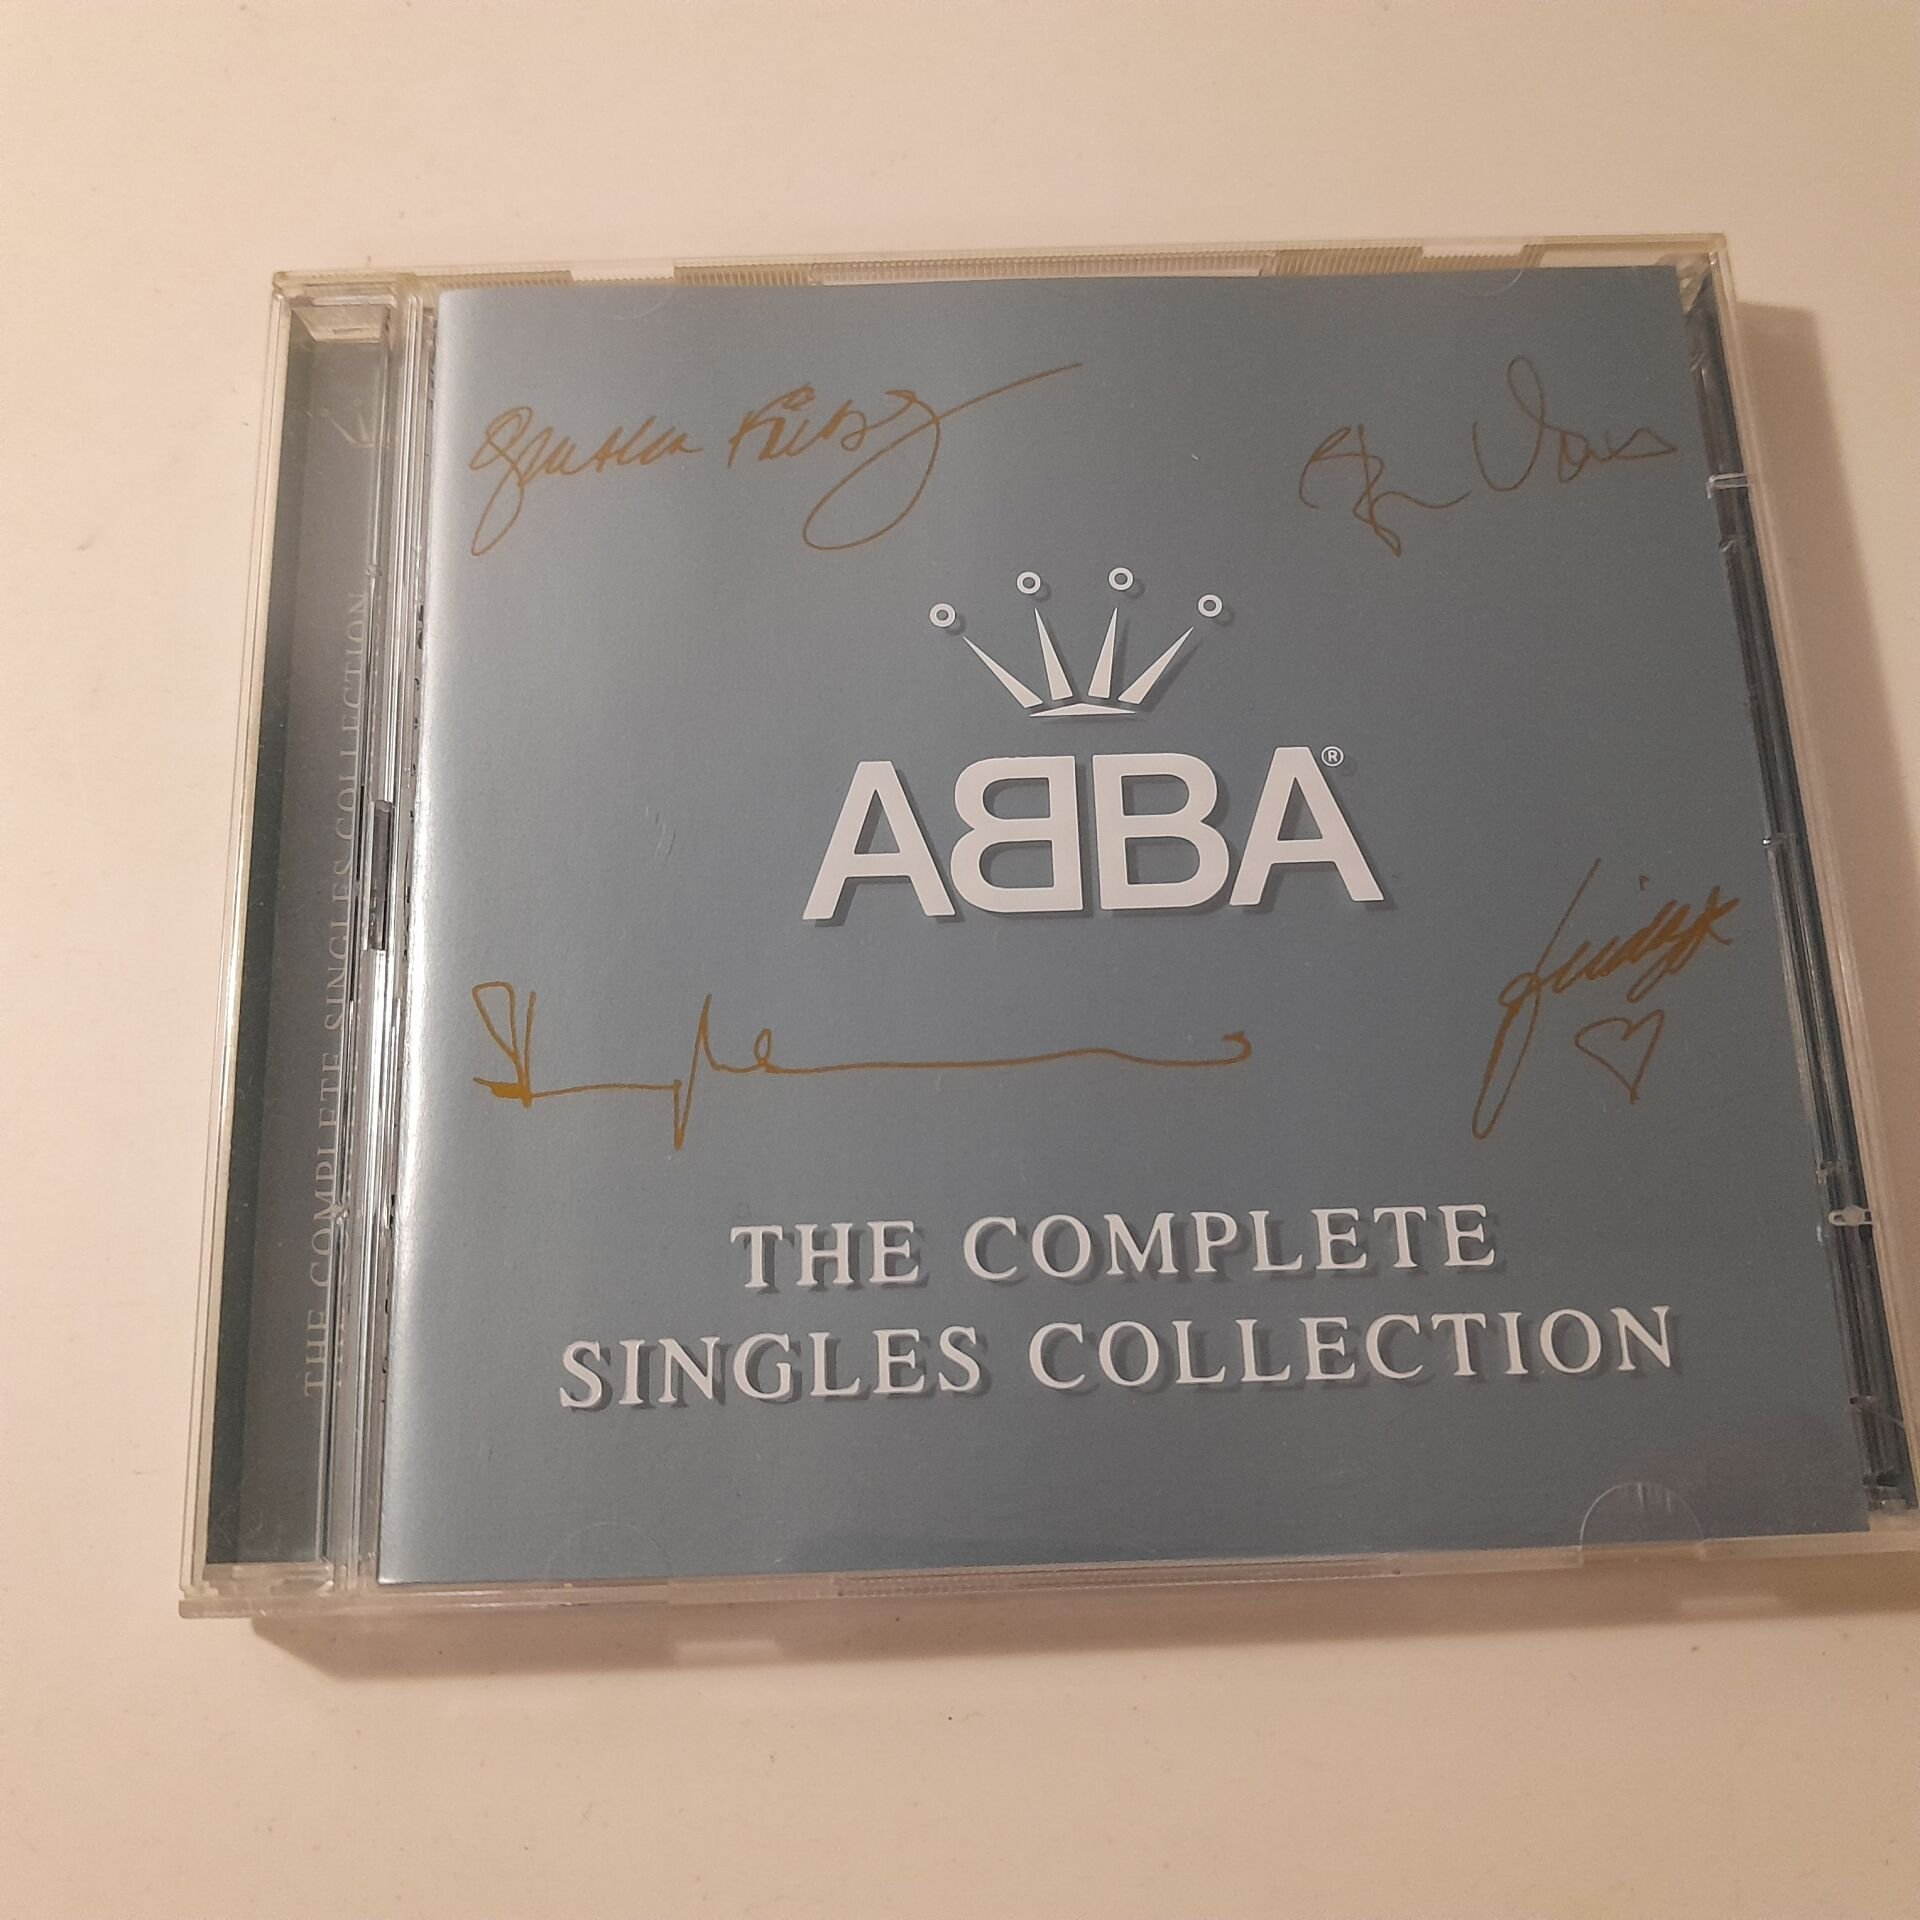 ABBA®
THE COMPLETE
SINGLES COLLECTION
THE COMPLETE SINGLES COLLECTION